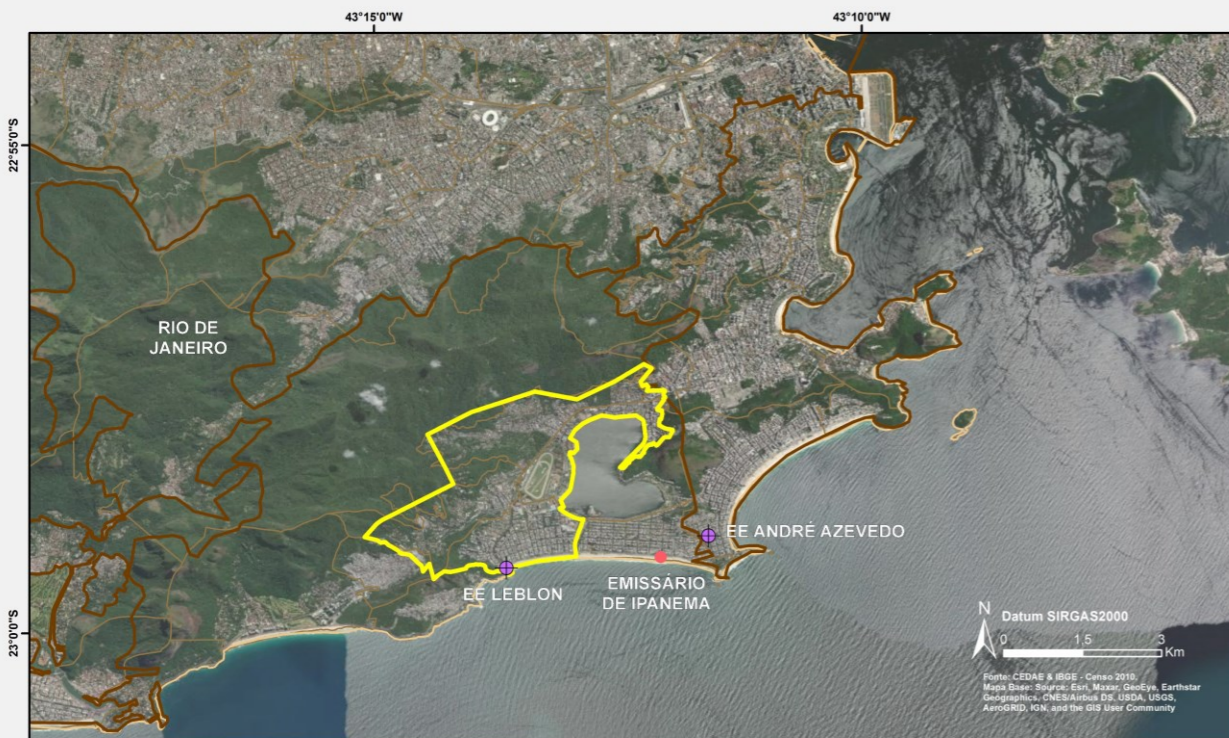 43°15'0"W
43°10'0"W
22°55'0"S
RIO DE
JANEIRO
EE ANDRÉ AZEVEDO
EE LEBLON
EMISSÁRIO
DE IPANEMA
23°0'0"S
N
Datum SIRGAS2000
0 1,5 3
Km
Fonte: CEDAE & IBGE - Censo 2010.
Mapa Base: Source: Esri, Maxar, GeoEye, Earthstar
Geographics, CNES/Airbus DS, USDA, USGS,
AeroGRID, IGN, and the GIS User Community